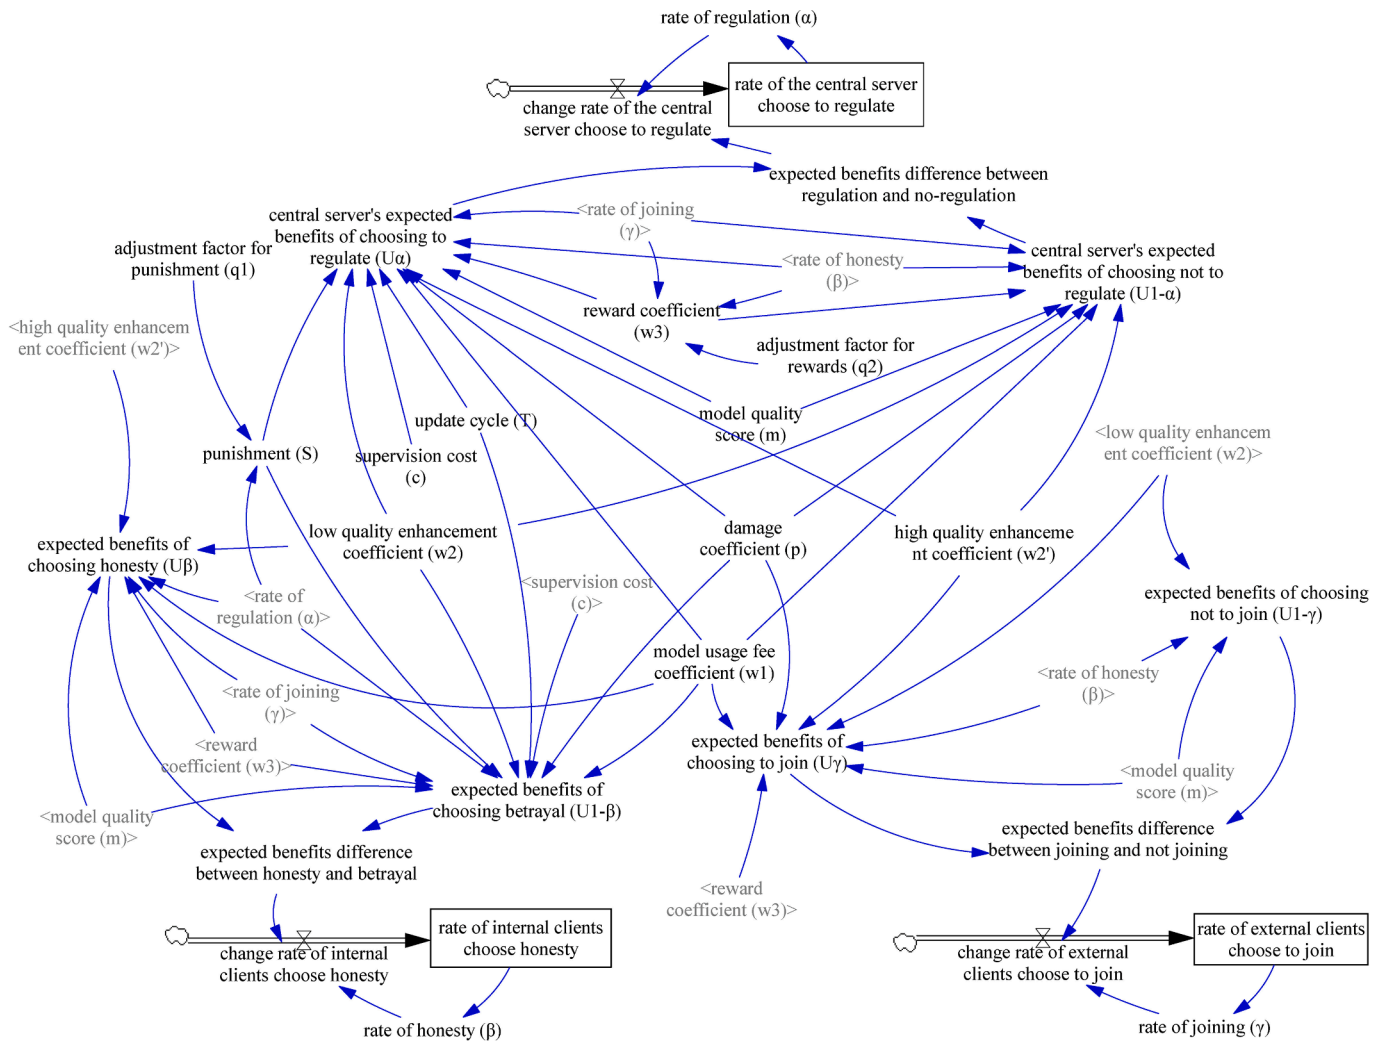 rate of regulation (α)
rate of the central server
choose to regulate
change rate of the central
server choose to regulate
expected benefits difference between
regulation and no-regulation
<rate of joining
(γ)>
central server's expected
benefits of choosing to
regulate (Uα)
adjustment factor for
punishment (q1)
central server's expected
benefits of choosing not to
regulate (U1-α)
<rate of honesty
(β)>
reward coefficient
(w3)
<high quality enhancem
ent coefficient (w2')>
adjustment factor for
rewards (q2)
update cycle (T)
model quality
score (m)
<low quality enhancem
ent coefficient (w2)>
punishment (S)
supervision cost
(c)
low quality enhancement
coefficient (w2)
damage
coefficient (p)
high quality enhanceme
nt coefficient (w2')
expected benefits of
choosing honesty (Uβ)
<supervision cost
(c)>
<rate of
regulation (α)>
expected benefits of choosing
not to join (U1-γ)
model usage fee
coefficient (w1)
<rate of honesty
(β)>
<rate of joining
(γ)>
<reward
coefficient (w3)>
expected benefits of
choosing to join (Uγ)
<model quality
score (m)>
expected benefits of
choosing betrayal (U1-β)
<model quality
score (m)>
expected benefits difference
between joining and not joining
expected benefits difference
between honesty and betrayal
<reward
coefficient (w3)>
rate of internal clients
choose honesty
change rate of internal
clients choose honesty
rate of external clients
choose to join
change rate of external
clients choose to join
rate of honesty (β)
rate of joining (γ)